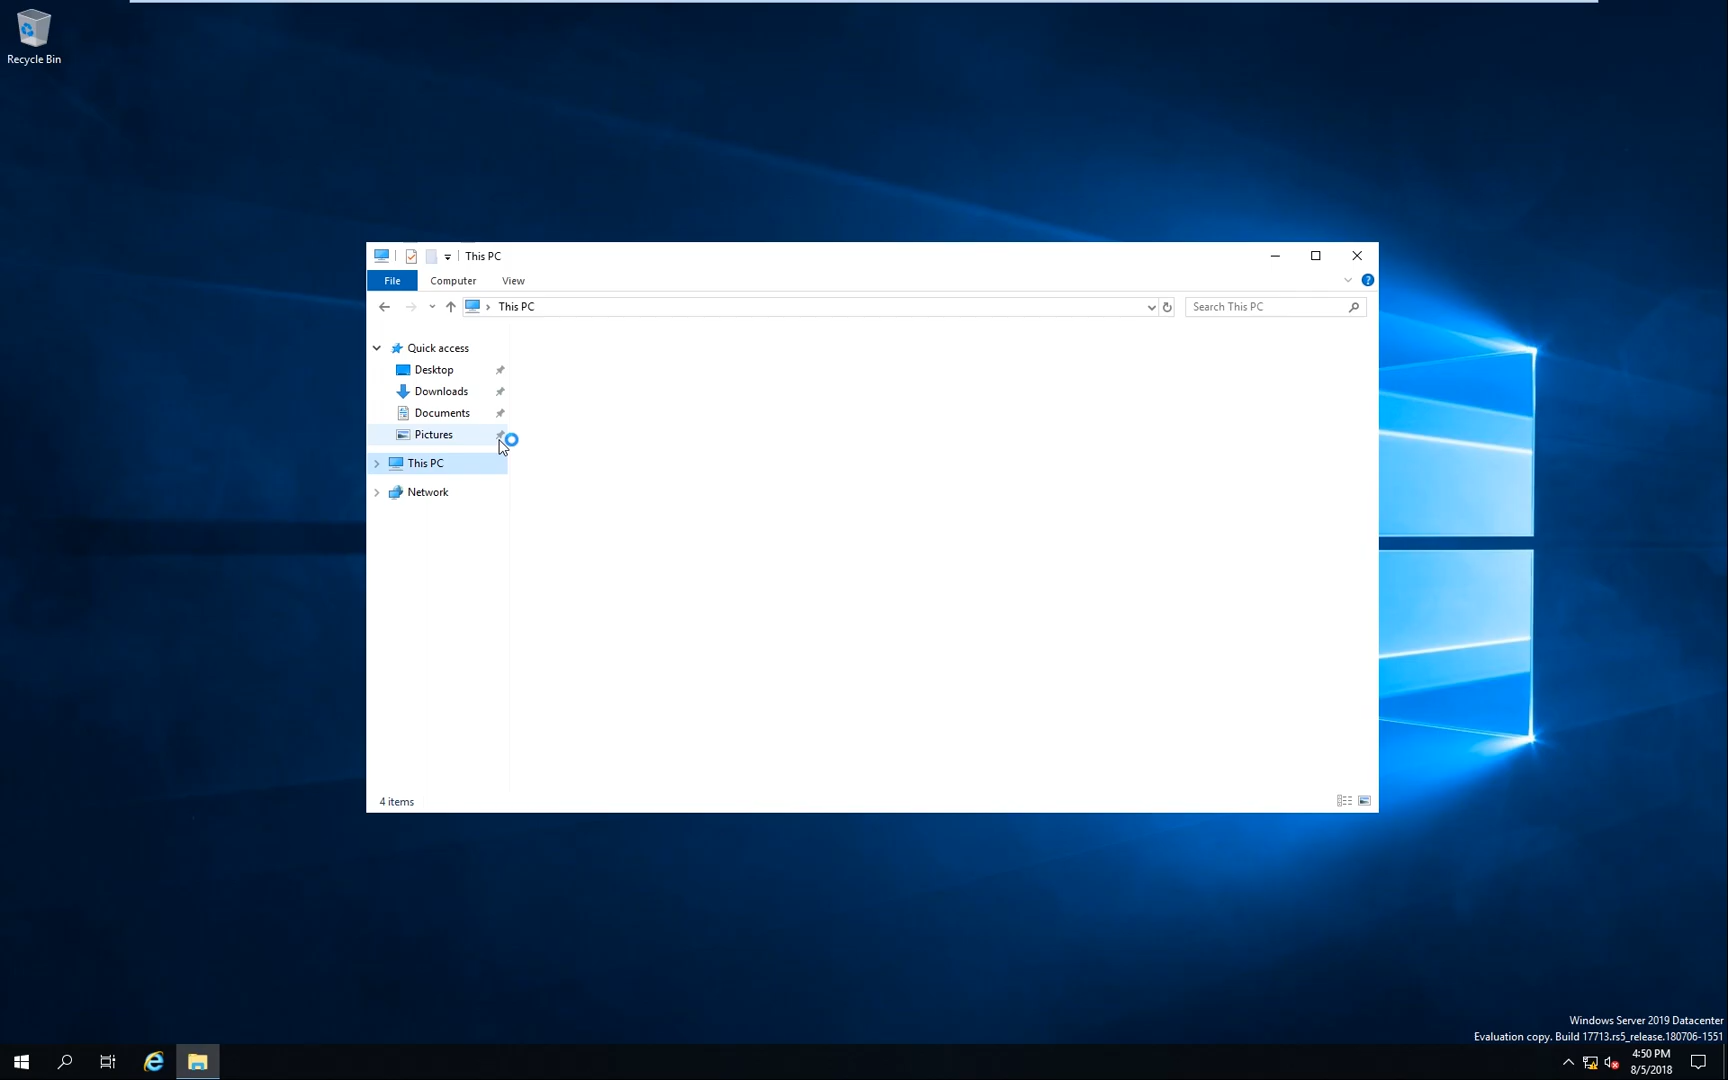 Recycle Bin
This PC
File Computer View
This PC
Search This PC
Quick access
Desktop
Downloads
Documents
Pictures
This PC
Network
4 items
Windows Server 2019 Datacenter
Evaluation copy. Build 17713.rs5_release.180706-1551
4:50 PM
8/5/2018